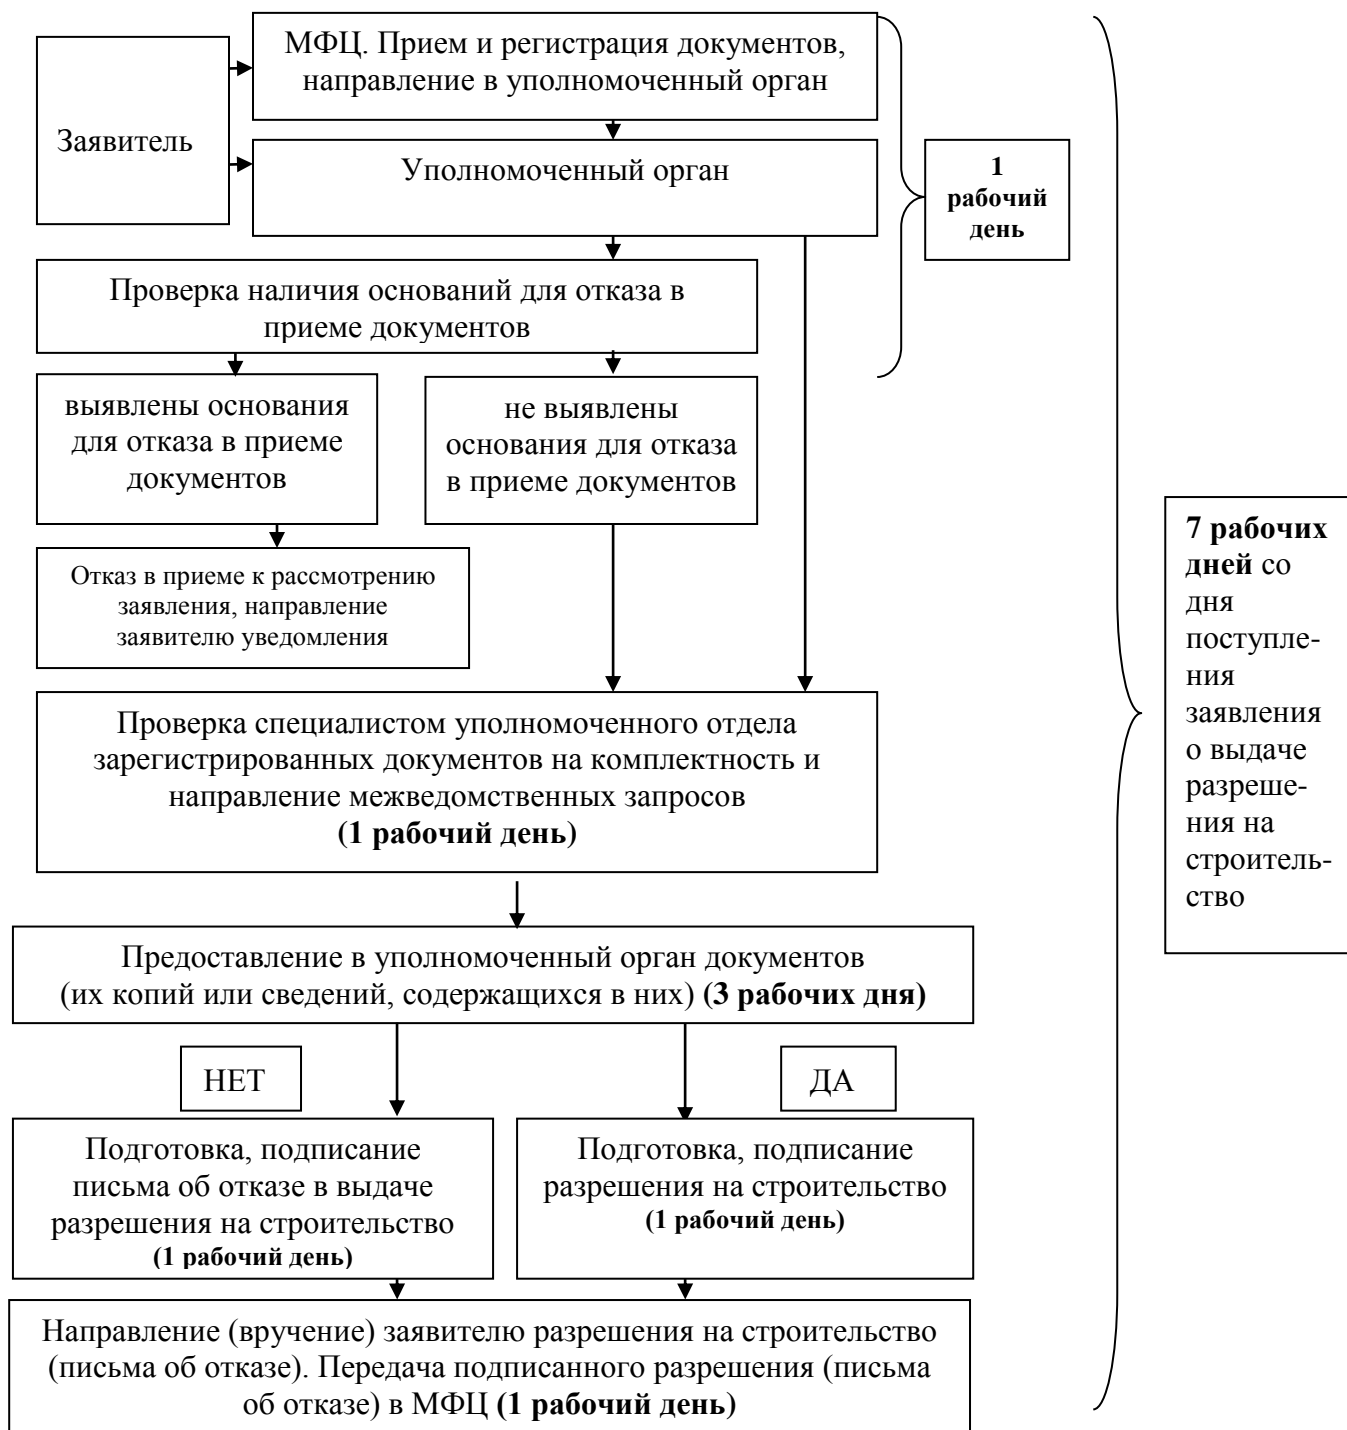 МФЦ. Прием и регистрация документов,
направление в уполномоченный орган
Заявитель
Уполномоченный орган
1
рабочий
день
Проверка наличия оснований для отказа в
приеме документов
выявлены основания
для отказа в приеме
документов
не выявлены
основания для отказа
в приеме документов
Отказ в приеме к рассмотрению
заявления, направление
заявителю уведомления
7 рабочих
дней со
дня
поступле-
ния
заявления
о выдаче
разреше-
ния на
строитель-
ство
Проверка специалистом уполномоченного отдела
зарегистрированных документов на комплектность и
направление межведомственных запросов
(1 рабочий день)
Предоставление в уполномоченный орган документов
(их копий или сведений, содержащихся в них) (3 рабочих дня)
НЕТ
ДА
Подготовка, подписание
письма об отказе в выдаче
разрешения на строительство
(1 рабочий день)
Подготовка, подписание
разрешения на строительство
(1 рабочий день)
Направление (вручение) заявителю разрешения на строительство
(письма об отказе). Передача подписанного разрешения (письма
об отказе) в МФЦ (1 рабочий день)